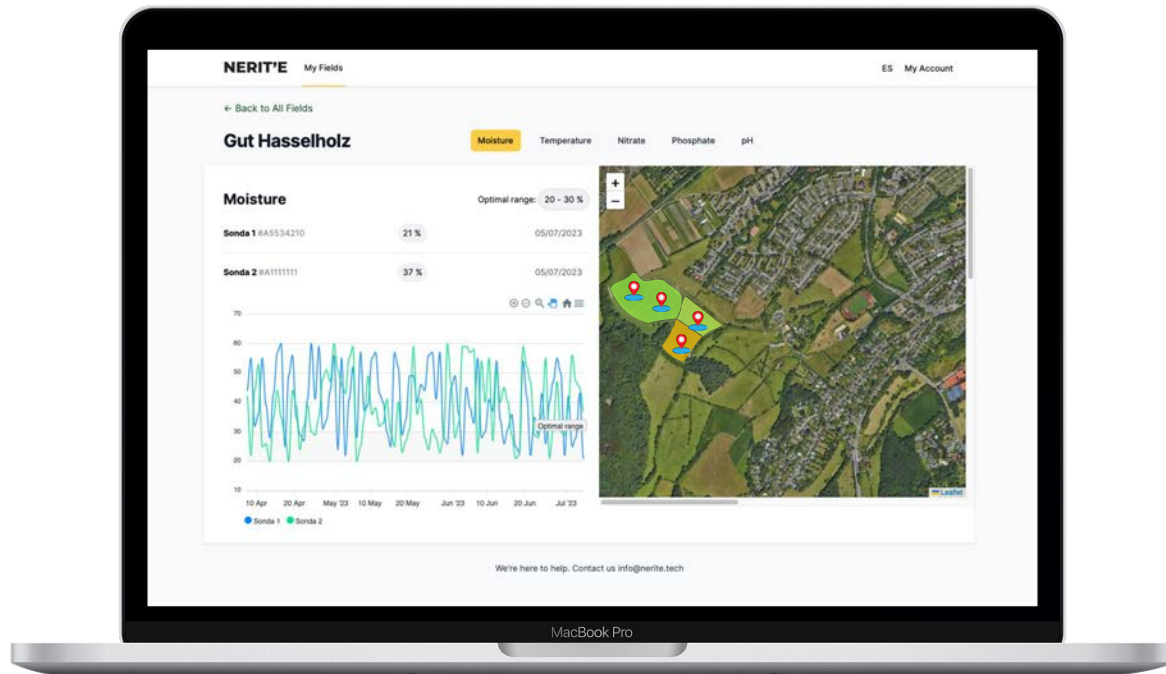 NERIT'E My Fields ES My Account
← Back to All Fields
Gut Hasselholz Moisture Temperature Nitrate Phosphate pH
Moisture Optimal range: 20 - 30 %
Sonda 1 #A5534210 21 % 05/07/2023
Sonda 2 #A1111111 37 % 05/07/2023
+
−
70
60
50
40
30
20
10
Optimal range
10 Apr 20 Apr May '23 10 May 20 May Jun '23 10 Jun 20 Jun Jul '23
Sonda 1 Sonda 2
Leaflet
We're here to help. Contact us info@nerite.tech
MacBook Pro